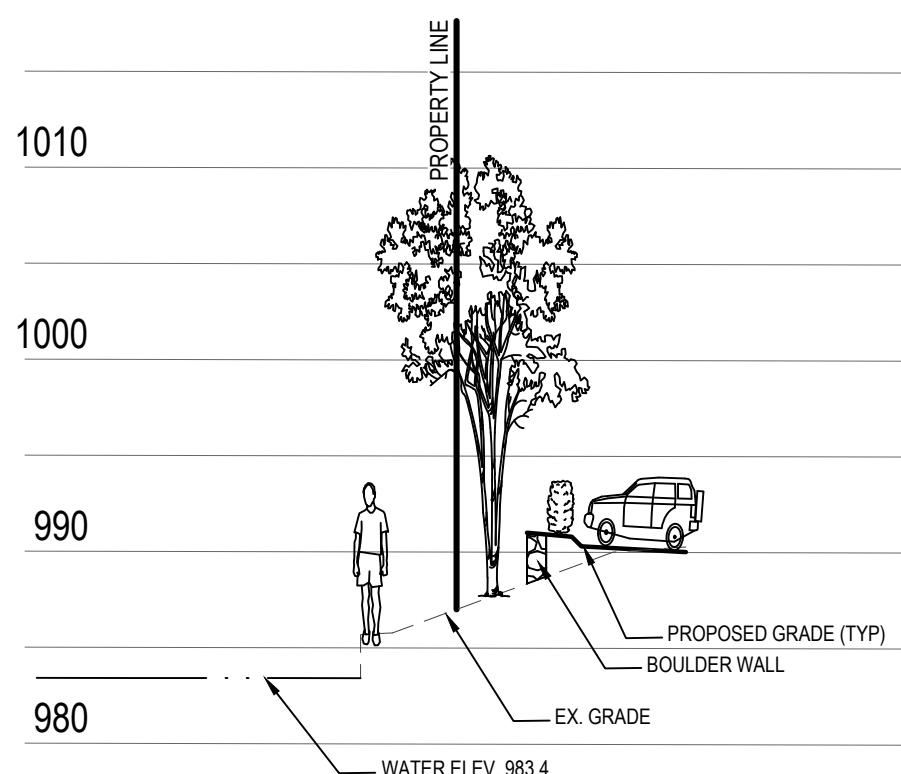 PROPERTY LINE
1010
1000
990
PROPOSED GRADE (TYP)
BOULDER WALL
EX. GRADE
980
WATER ELEV. 983.4